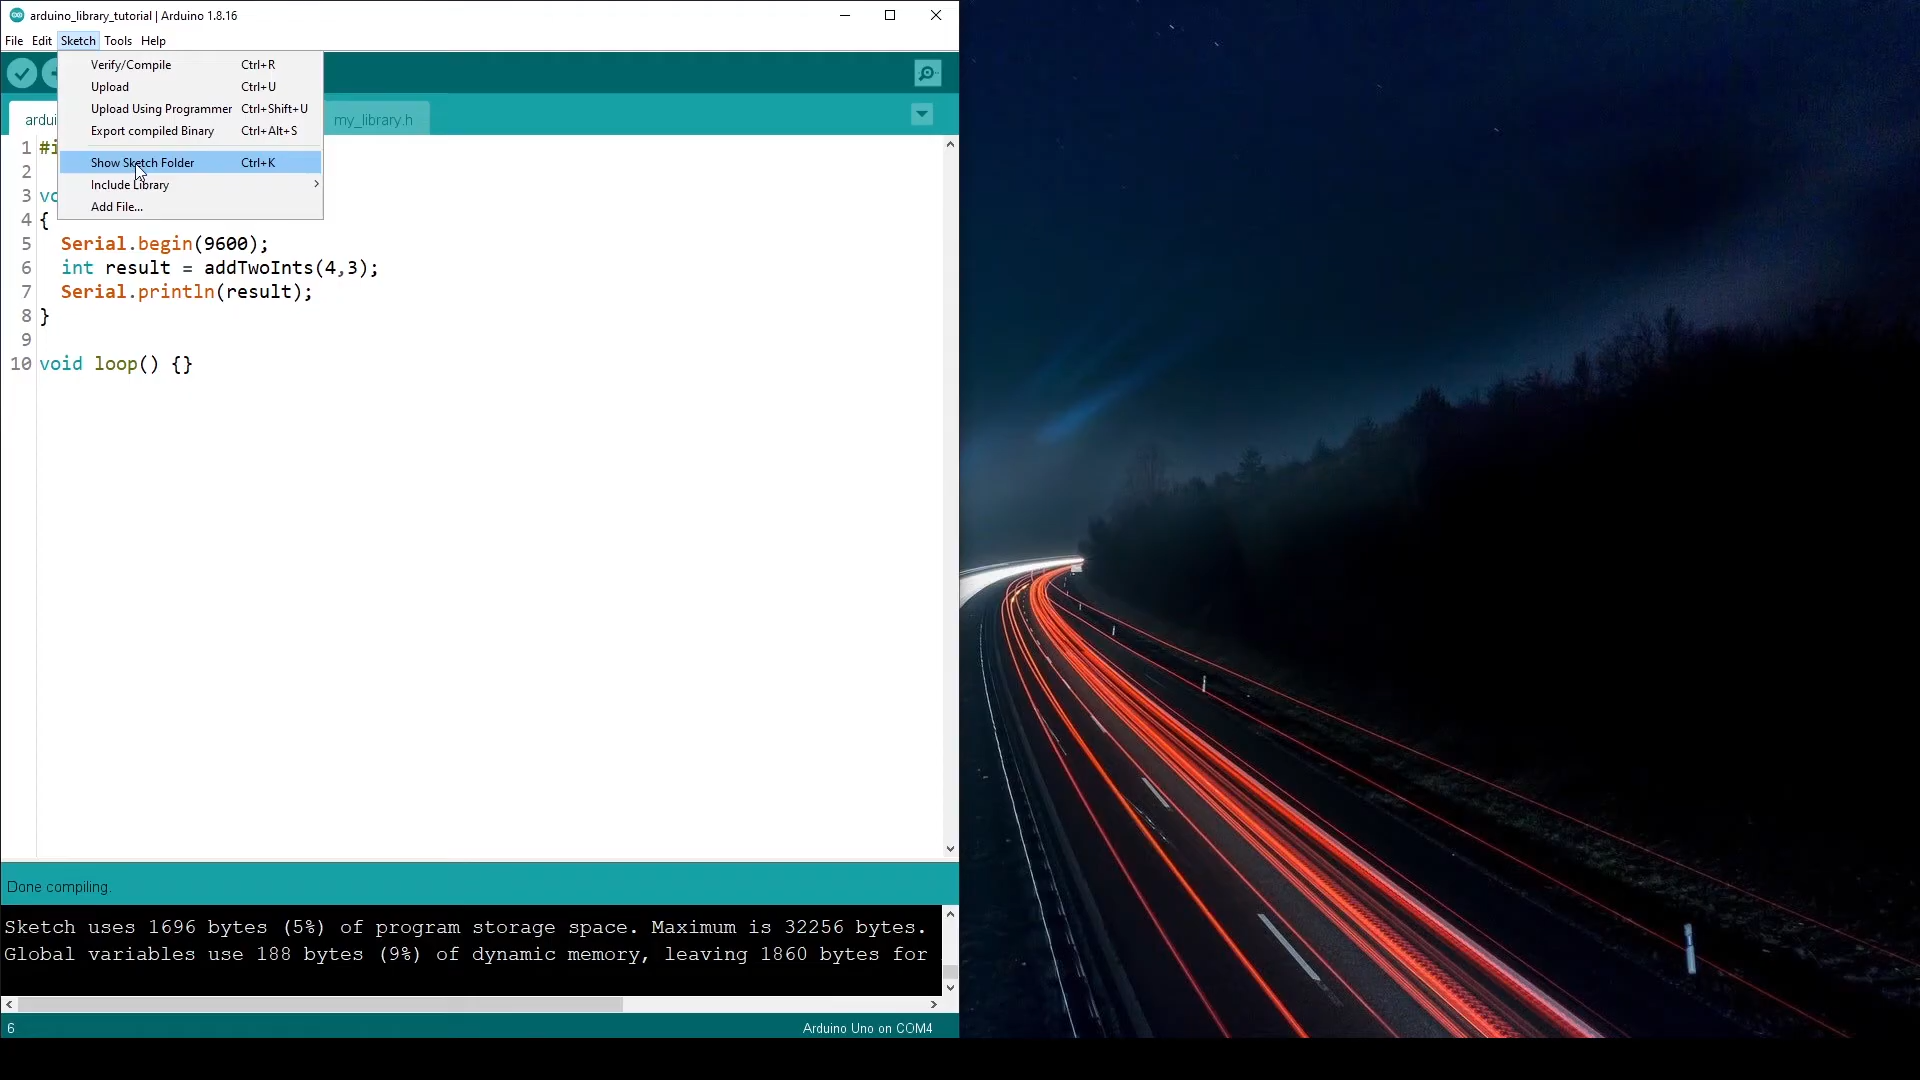 arduino_library_tutorial | Arduino 1.8.16
File Edit Sketch Tools Help
Verify/Compile Ctrl+R
Upload Ctrl+U
Upload Using Programmer Ctrl+Shift+U
Export compiled Binary Ctrl+Alt+S
Show Sketch Folder Ctrl+K
Include Library
Add File...
ardui my_library.h
1 #i
2
3 vo
4 {
5 Serial.begin(9600);
6 int result = addTwoInts(4,3);
7 Serial.println(result);
8 }
9
10 void loop() {}
Done compiling.
Sketch uses 1696 bytes (5%) of program storage space. Maximum is 32256 bytes.
Global variables use 188 bytes (9%) of dynamic memory, leaving 1860 bytes for
6 Arduino Uno on COM4